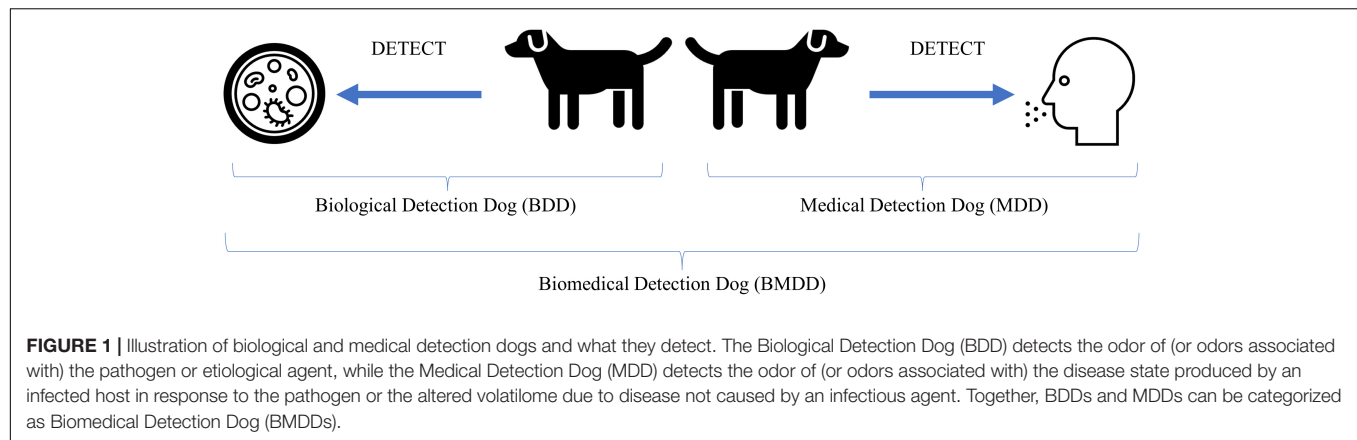 DETECT DETECT
Biological Detection Dog (BDD) Medical Detection Dog (MDD)
Biomedical Detection Dog (BMDD)
FIGURE 1 | Illustration of biological and medical detection dogs and what they detect. The Biological Detection Dog (BDD) detects the odor of (or odors associated
with) the pathogen or etiological agent, while the Medical Detection Dog (MDD) detects the odor of (or odors associated with) the disease state produced by an
infected host in response to the pathogen or the altered volatilome due to disease not caused by an infectious agent. Together, BDDs and MDDs can be categorized
as Biomedical Detection Dog (BMDDs).